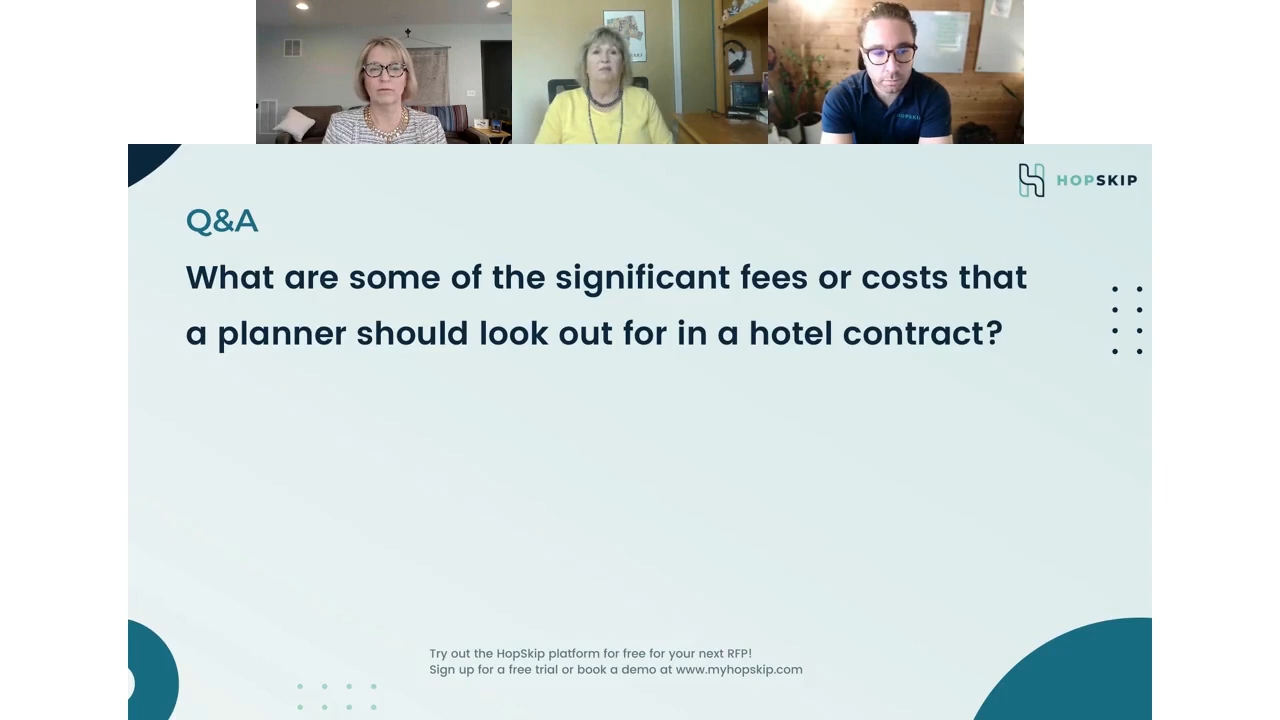 HOPSKIP
HOPSKIP
Q&A
What are some of the significant fees or costs that
a planner should look out for in a hotel contract?
Try out the HopSkip platform for free for your next RFP!
Sign up for a free trial or book a demo at www.myhopskip.com